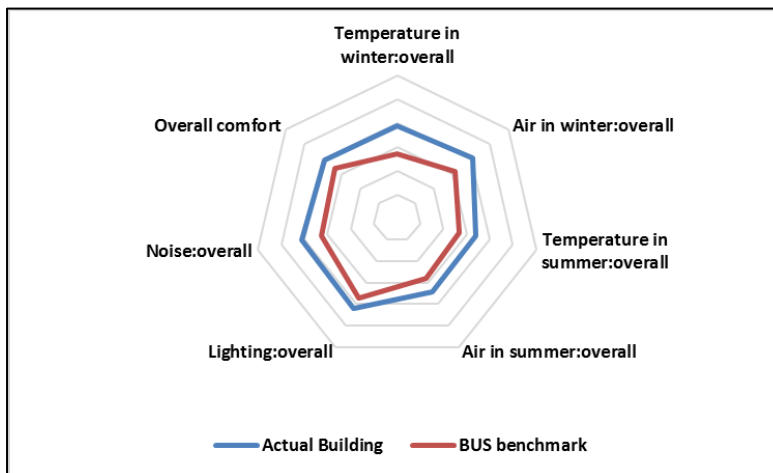 Temperature in
winter:overall
Overall comfort
Air in winter:overall
Noise:overall
Temperature in
summer:overall
Lighting:overall
Air in summer:overall
Actual Building
BUS benchmark